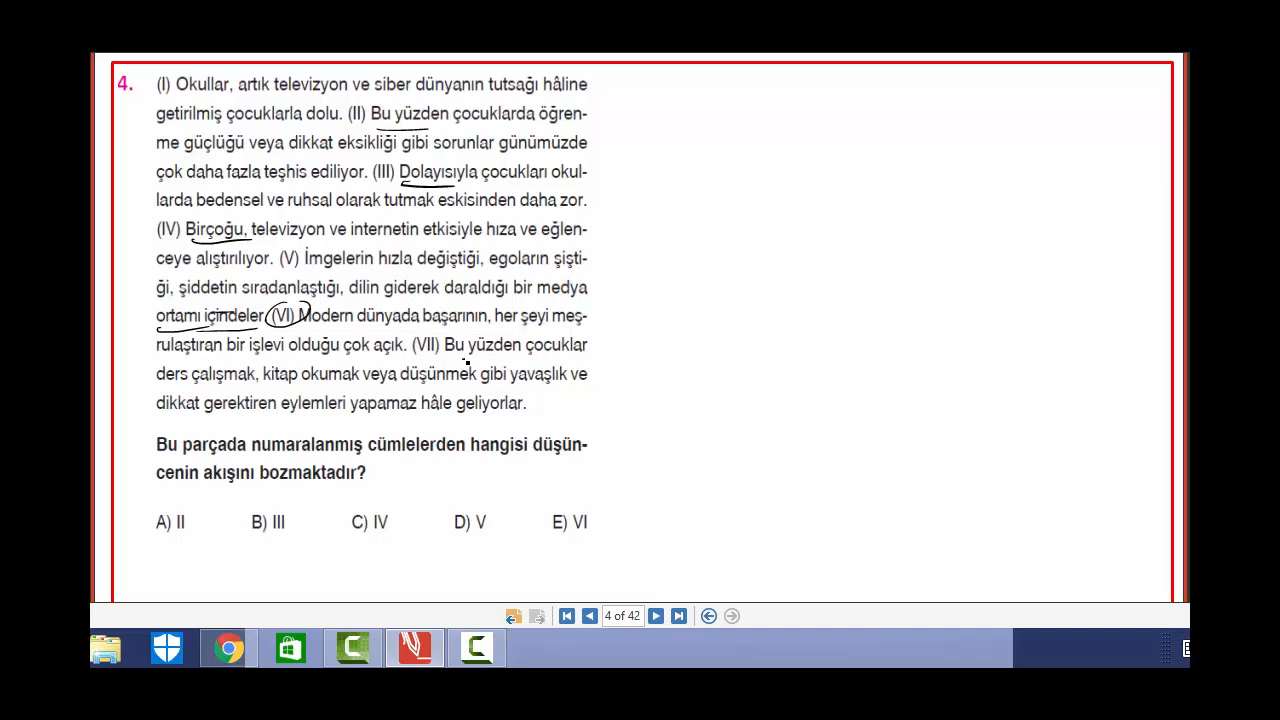 4. (I) Okullar, artık televizyon ve siber dünyanın tutsağı hâline
getirilmiş çocuklarla dolu. (II) Bu yüzden çocuklarda öğren-
me güçlüğü veya dikkat eksikliği gibi sorunlar günümüzde
çok daha fazla teşhis ediliyor. (III) Dolayısıyla çocukları okul-
larda bedensel ve ruhsal olarak tutmak eskisinden daha zor.
(IV) Birçoğu, televizyon ve internetin etkisiyle hıza ve eğlen-
ceye alıştırılıyor. (V) İmgelerin hızla değiştiği, egoların şişti-
ği, şiddetin sıradanlaştığı, dilin giderek daraldığı bir medya
ortamı içindeler. (VI) Modern dünyada başarının, her şeyi meş-
rulaştıran bir işlevi olduğu çok açık. (VII) Bu yüzden çocuklar
ders çalışmak, kitap okumak veya düşünmek gibi yavaşlık ve
dikkat gerektiren eylemleri yapamaz hâle geliyorlar.
Bu parçada numaralanmış cümlelerden hangisi düşün-
cenin akışını bozmaktadır?
A) II B) III C) IV D) V E) VI
4 of 42